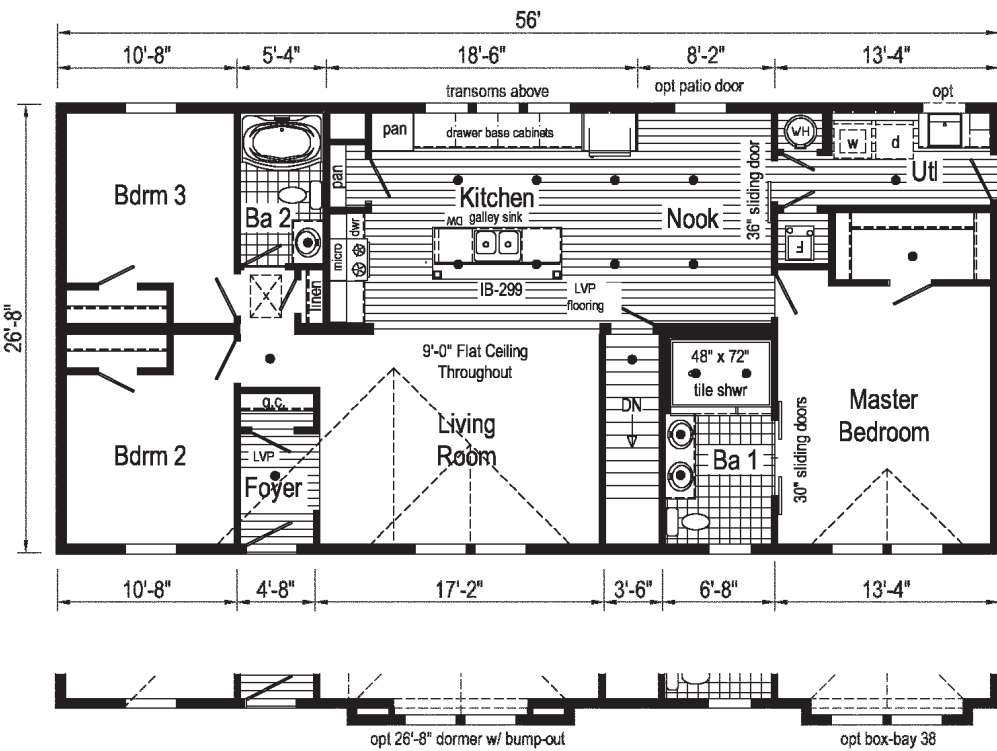 56'
10'-8" 5'-4" 18'-6" 8'-2" 13'-4"
transoms above opt patio door opt
pan drawer base cabinets WH w d
36" sliding door
Utl
pan
Bdrm 3
Ba 2
Kitchen
Nook
DW galley sink
dwr
micro
F
26'-8"
x
linen
IB-299
LVP
flooring
9'-0" Flat Ceiling
Throughout
48" x 72"
tile shwr
g.c.
DN
Living
Room
Master
Bedroom
Bdrm 2
LVP
Foyer
Ba 1
30" sliding doors
10'-8" 4'-8" 17'-2" 3'-6" 6'-8" 13'-4"
opt 26'-8" dormer w/ bump-out opt box-bay 38